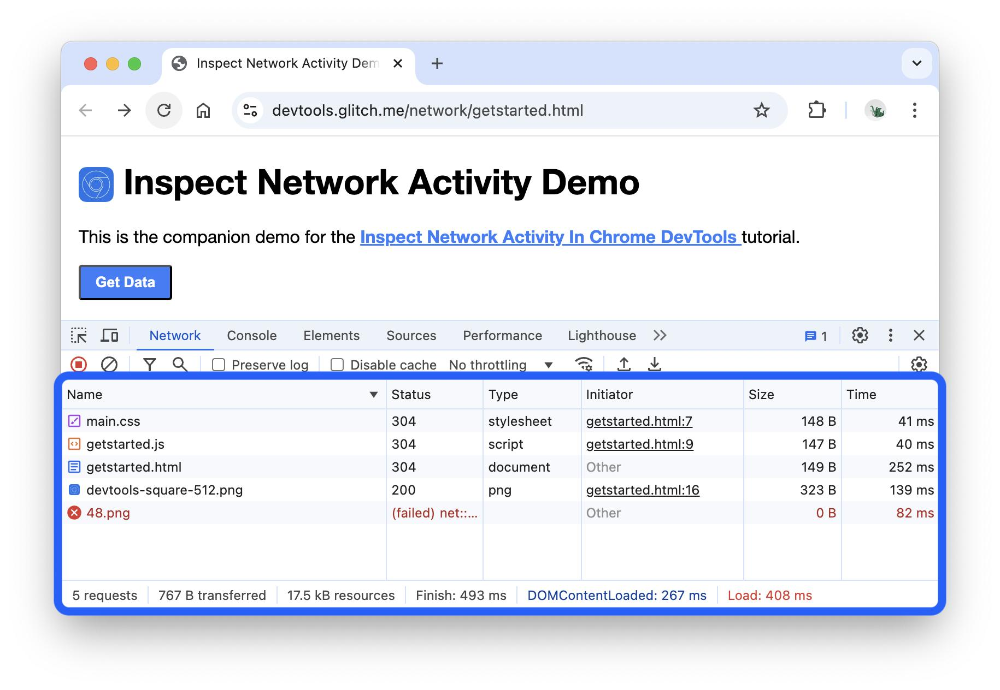 Inspect Network Activity Dem
devtools.glitch.me/network/getstarted.html
Inspect Network Activity Demo
This is the companion demo for the Inspect Network Activity In Chrome DevTools tutorial.
Get Data
Network Console Elements Sources Performance Lighthouse 1
Preserve log Disable cache No throttling
Name Status Type Initiator Size Time
main.css 304 stylesheet getstarted.html:7 148 B 41 ms
getstarted.js 304 script getstarted.html:9 147 B 40 ms
getstarted.html 304 document Other 149 B 252 ms
devtools-square-512.png 200 png getstarted.html:16 323 B 139 ms
48.png (failed) net::... Other 0 B 82 ms
5 requests 767 B transferred 17.5 kB resources Finish: 493 ms DOMContentLoaded: 267 ms Load: 408 ms